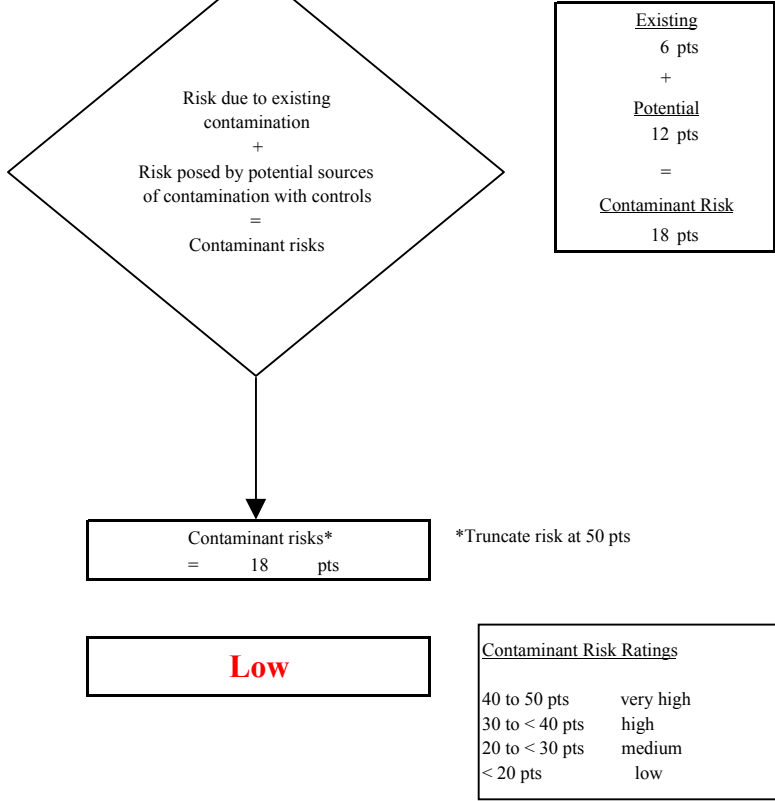 Risk due to existing
contamination
+
Risk posed by potential sources
of contamination with controls
=
Contaminant risks
Existing
6 pts
+
Potential
12 pts
=
Contaminant Risk
18 pts
Contaminant risks*
= 18 pts
*Truncate risk at 50 pts
Low
Contaminant Risk Ratings
40 to 50 pts very high
30 to < 40 pts high
20 to < 30 pts medium
< 20 pts low